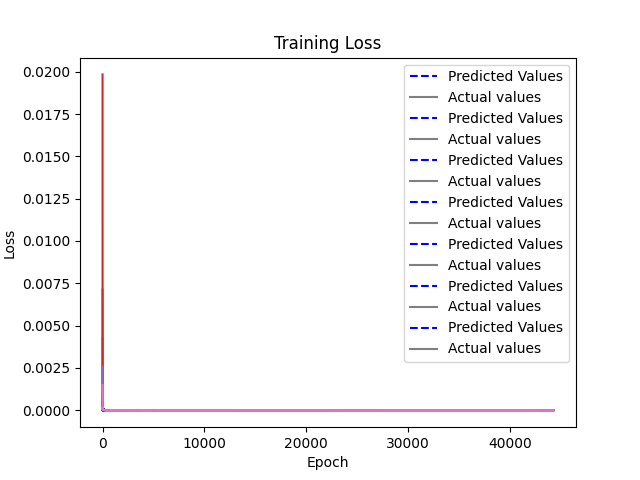 Training Loss
0.0200
0.0175
0.0150
0.0125
0.0100
0.0075
0.0050
0.0025
0.0000
Loss
0 10000 20000 30000 40000
Epoch
Predicted Values
Actual values
Predicted Values
Actual values
Predicted Values
Actual values
Predicted Values
Actual values
Predicted Values
Actual values
Predicted Values
Actual values
Predicted Values
Actual values